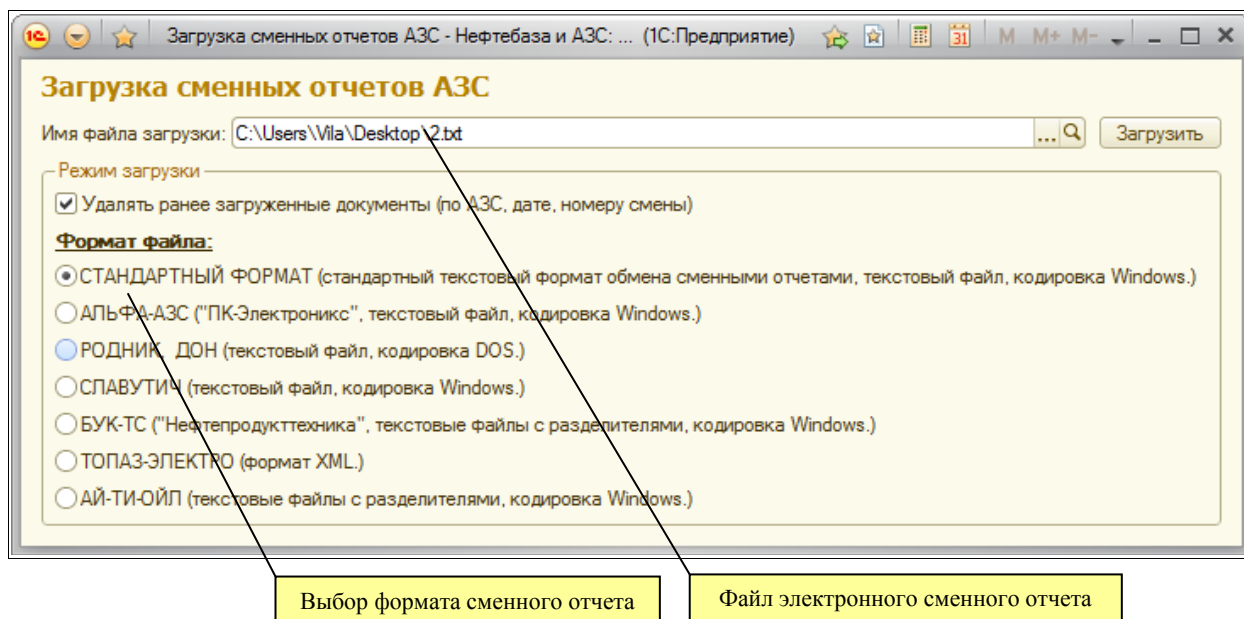 1С Загрузка сменных отчетов АЗС - Нефтебаза и АЗС: ... (1С:Предприятие) 31 M M+ M-
Загрузка сменных отчетов АЗС
Имя файла загрузки: C:\Users\Vila\Desktop\2.txt ... Загрузить
Режим загрузки
Удалять ранее загруженные документы (по АЗС, дате, номеру смены)
Формат файла:
СТАНДАРТНЫЙ ФОРМАТ (стандартный текстовый формат обмена сменными отчетами, текстовый файл, кодировка Windows.)
АЛЬФА-АЗС ("ПК-Электроникс", текстовый файл, кодировка Windows.)
РОДНИК, ДОН (текстовый файл, кодировка DOS.)
СЛАВУТИЧ (текстовый файл, кодировка Windows.)
БУК-ТС ("Нефтепродукттехника", текстовые файлы с разделителями, кодировка Windows.)
ТОПАЗ-ЭЛЕКТРО (формат XML.)
АЙ-ТИ-ОЙЛ (текстовые файлы с разделителями, кодировка Windows.)
Выбор формата сменного отчета
Файл электронного сменного отчета